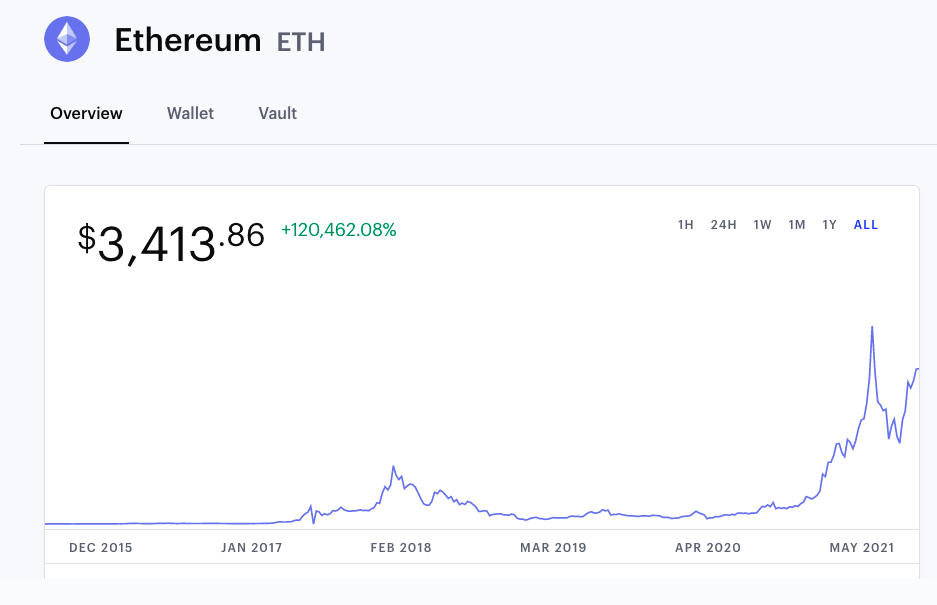 Ethereum ETH
Overview Wallet Vault
$3,413.86 +120,462.08% 1H 24H 1W 1M 1Y ALL
DEC 2015 JAN 2017 FEB 2018 MAR 2019 APR 2020 MAY 2021